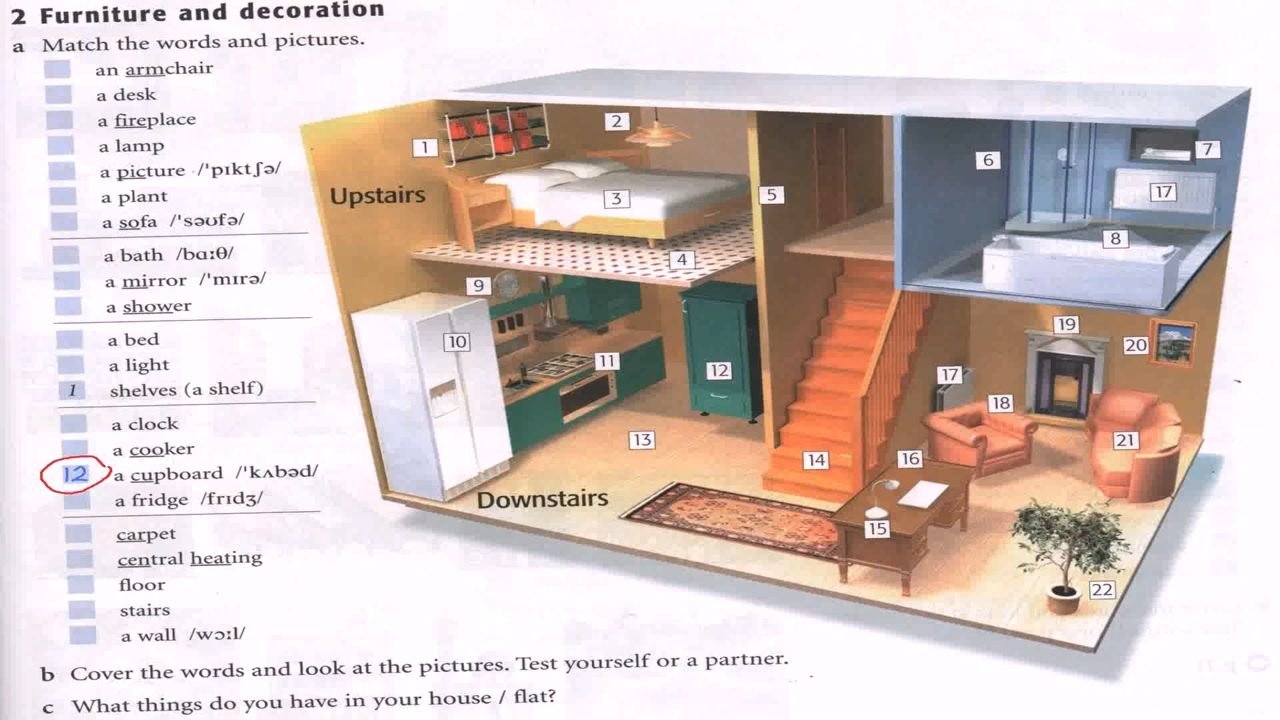 2 Furniture and decoration
a Match the words and pictures.
an armchair
a desk
a fireplace
a lamp
a picture /'pɪktʃə/
a plant
a sofa /'səʊfə/
a bath /bɑːθ/
a mirror /'mɪrə/
a shower
a bed
a light
1 shelves (a shelf)
a clock
a cooker
12 a cupboard /'kʌbəd/
a fridge /frɪdʒ/
carpet
central heating
floor
stairs
a wall /wɔːl/
b Cover the words and look at the pictures. Test yourself or a partner.
c What things do you have in your house / flat?
Upstairs
1
2
3
4
5
6
7
17
8
Downstairs
9
10
11
12
13
14
15
16
17
18
19
20
21
22